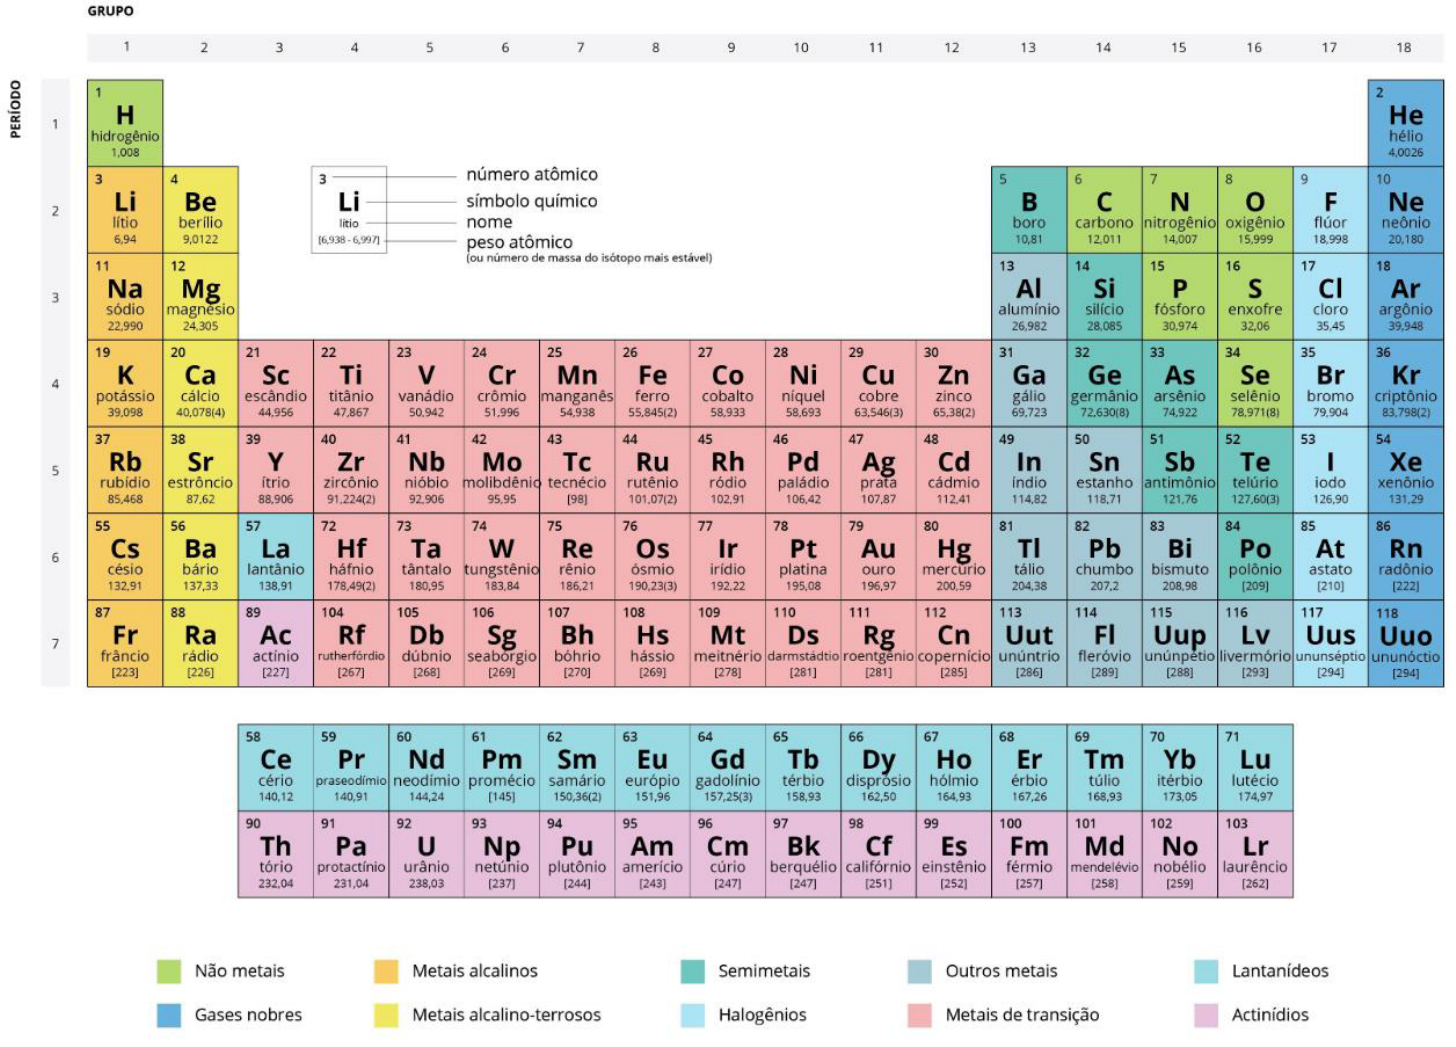 GRUPO
1 2 3 4 5 6 7 8 9 10 11 12 13 14 15 16 17 18
PERÍODO
1
1 2
H He
hidrogênio hélio
1,008 4,0026
3 número atômico
Li símbolo químico
lítio nome
[6,938 - 6,997] peso atômico
(ou número de massa do isótopo mais estável)
2
3 4 5 6 7 8 9 10
Li Be B C N O F Ne
lítio berílio boro carbono nitrogênio oxigênio flúor neônio
6,94 9,0122 10,81 12,011 14,007 15,999 18,998 20,180
3
11 12 13 14 15 16 17 18
Na Mg Al Si P S Cl Ar
sódio magnésio alumínio silício fósforo enxofre cloro argônio
22,990 24,305 26,982 28,085 30,974 32,06 35,45 39,948
4
19 20 21 22 23 24 25 26 27 28 29 30 31 32 33 34 35 36
K Ca Sc Ti V Cr Mn Fe Co Ni Cu Zn Ga Ge As Se Br Kr
potássio cálcio escândio titânio vanádio crômio manganês ferro cobalto níquel cobre zinco gálio germânio arsênio selênio bromo criptônio
39,098 40,078(4) 44,956 47,867 50,942 51,996 54,938 55,845(2) 58,933 58,693 63,546(3) 65,38(2) 69,723 72,630(8) 74,922 78,971(8) 79,904 83,798(2)
5
37 38 39 40 41 42 43 44 45 46 47 48 49 50 51 52 53 54
Rb Sr Y Zr Nb Mo Tc Ru Rh Pd Ag Cd In Sn Sb Te I Xe
rubídio estrôncio ítrio zircônio nióbio molibdênio tecnécio rutênio ródio paládio prata cádmio índio estanho antimônio telúrio iodo xenônio
85,468 87,62 88,906 91,224(2) 92,906 95,95 [98] 101,07(2) 102,91 106,42 107,87 112,41 114,82 118,71 121,76 127,60(3) 126,90 131,29
6
55 56 57 72 73 74 75 76 77 78 79 80 81 82 83 84 85 86
Cs Ba La Hf Ta W Re Os Ir Pt Au Hg Tl Pb Bi Po At Rn
césio bário lantânio háfnio tântalo tungstênio rênio ósmio irídio platina ouro mercúrio tálio chumbo bismuto polônio astato radônio
132,91 137,33 138,91 178,49(2) 180,95 183,84 186,21 190,23(3) 192,22 195,08 196,97 200,59 204,38 207,2 208,98 [209] [210] [222]
7
87 88 89 104 105 106 107 108 109 110 111 112 113 114 115 116 117 118
Fr Ra Ac Rf Db Sg Bh Hs Mt Ds Rg Cn Uut Fl Uup Lv Uus Uuo
frâncio rádio actínio rutherfórdio dúbnio seabórgio bóhrio hássio meitnério darmstádtio roentgênio copernício unúntrio fleróvio ununpêtio livermório ununséptio ununóctio
[223] [226] [227] [267] [268] [269] [270] [269] [278] [281] [281] [285] [286] [289] [288] [293] [294] [294]
58 59 60 61 62 63 64 65 66 67 68 69 70 71
Ce Pr Nd Pm Sm Eu Gd Tb Dy Ho Er Tm Yb Lu
cério praseodímio neodímio promécio samário európio gadolínio térbio disprósio hólmio érbio túlio itérbio lutécio
140,12 140,91 144,24 [145] 150,36(2) 151,96 157,25(3) 158,93 162,50 164,93 167,26 168,93 173,05 174,97
90 91 92 93 94 95 96 97 98 99 100 101 102 103
Th Pa U Np Pu Am Cm Bk Cf Es Fm Md No Lr
tório protactínio urânio netúnio plutônio amerício cúrio berquélio califórnio einstênio férmio mendelévio nobélio laurêncio
232,04 231,04 238,03 [237] [244] [243] [247] [247] [251] [252] [257] [258] [259] [262]
Não metais Metais alcalinos Semimetais Outros metais Lantanídeos
Gases nobres Metais alcalino-terrosos Halogênios Metais de transição Actinídios